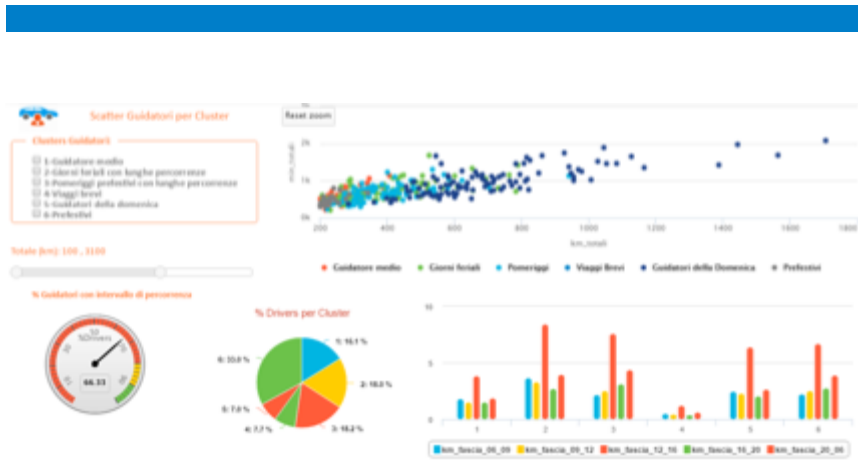 Scatter Guidatori per Cluster
Clusters Guidatori
1-Guidatore medio
2-Giorni feriali con lunghe percorrenze
3-Pomeriggi prefestivi con lunghe percorrenze
4-Viaggi brevi
5-Guidatori della domenica
6-Prefestivi
Totale (km): 100 , 3100
% Guidatori con intervallo di percorrenza
50
%Drivers
66.33
Reset zoom
2k
1k
0k
200 400 600 800 1000 1200 1400 1600 1800
km_totali
Guidatore medio Giorni feriali Pomeriggi Viaggi Brevi Guidatori della Domenica Prefestivi
% Drivers per Cluster
1: 16.1 %
2: 18.0 %
3: 18.2 %
4: 7.7 %
5: 7.0 %
6: 33.0 %
10
5
0
1 2 3 4 5 6
km_fascia_06_09 km_fascia_09_12 km_fascia_12_16 km_fascia_16_20 km_fascia_20_06